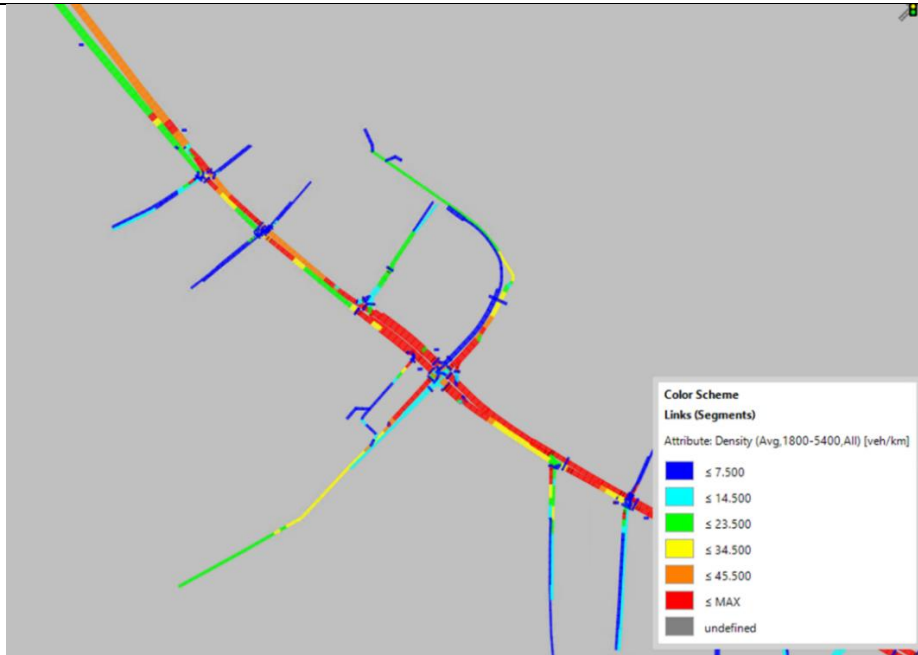 Color Scheme
Links (Segments)
Attribute: Density (Avg,1800-5400,All) [veh/km]
≤ 7.500
≤ 14.500
≤ 23.500
≤ 34.500
≤ 45.500
≤ MAX
undefined